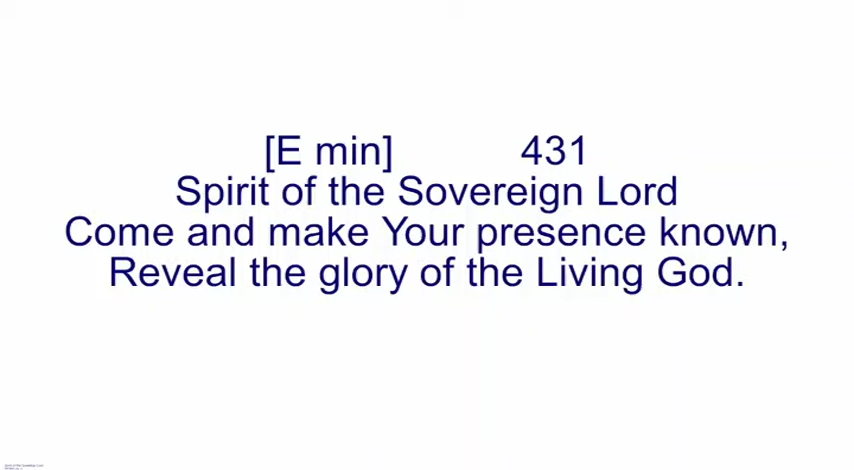 [E min] 431
Spirit of the Sovereign Lord
Come and make Your presence known,
Reveal the glory of the Living God.